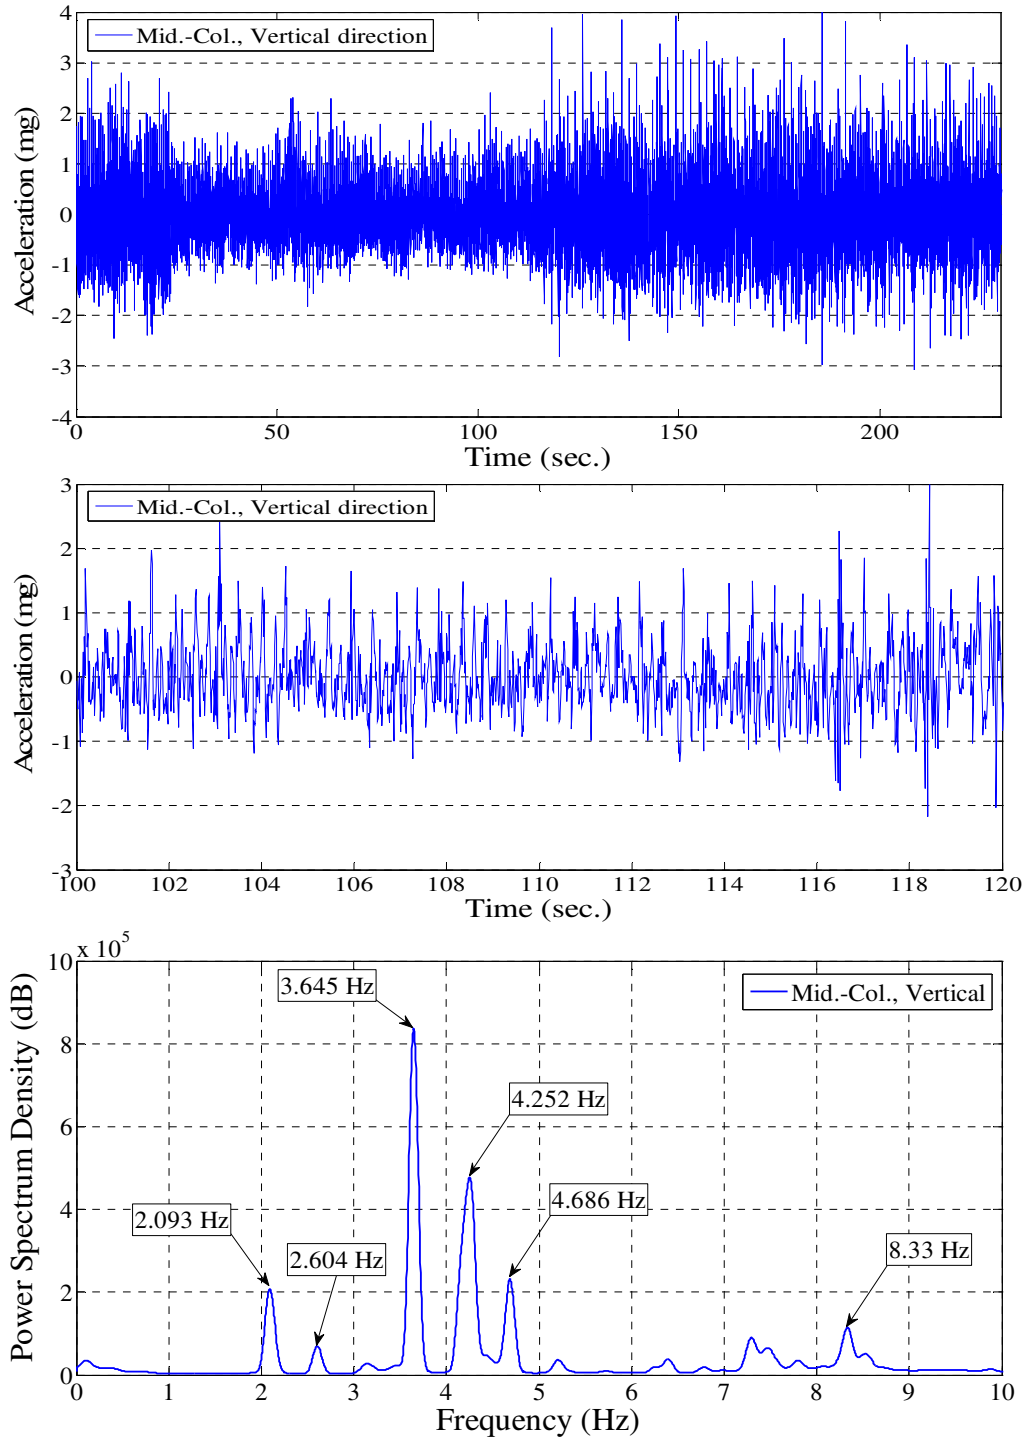 4
3
2
1
0
-1
-2
-3
-4
Acceleration (mg)
Mid.-Col., Vertical direction
0 50 100 150 200
Time (sec.)
3
2
1
0
-1
-2
-3
Acceleration (mg)
Mid.-Col., Vertical direction
100 102 104 106 108 110 112 114 116 118 120
Time (sec.)
x 10^5
10
8
6
4
2
0
Power Spectrum Density (dB)
Mid.-Col., Vertical
3.645 Hz
4.252 Hz
4.686 Hz
2.093 Hz
2.604 Hz
8.33 Hz
0 1 2 3 4 5 6 7 8 9 10
Frequency (Hz)